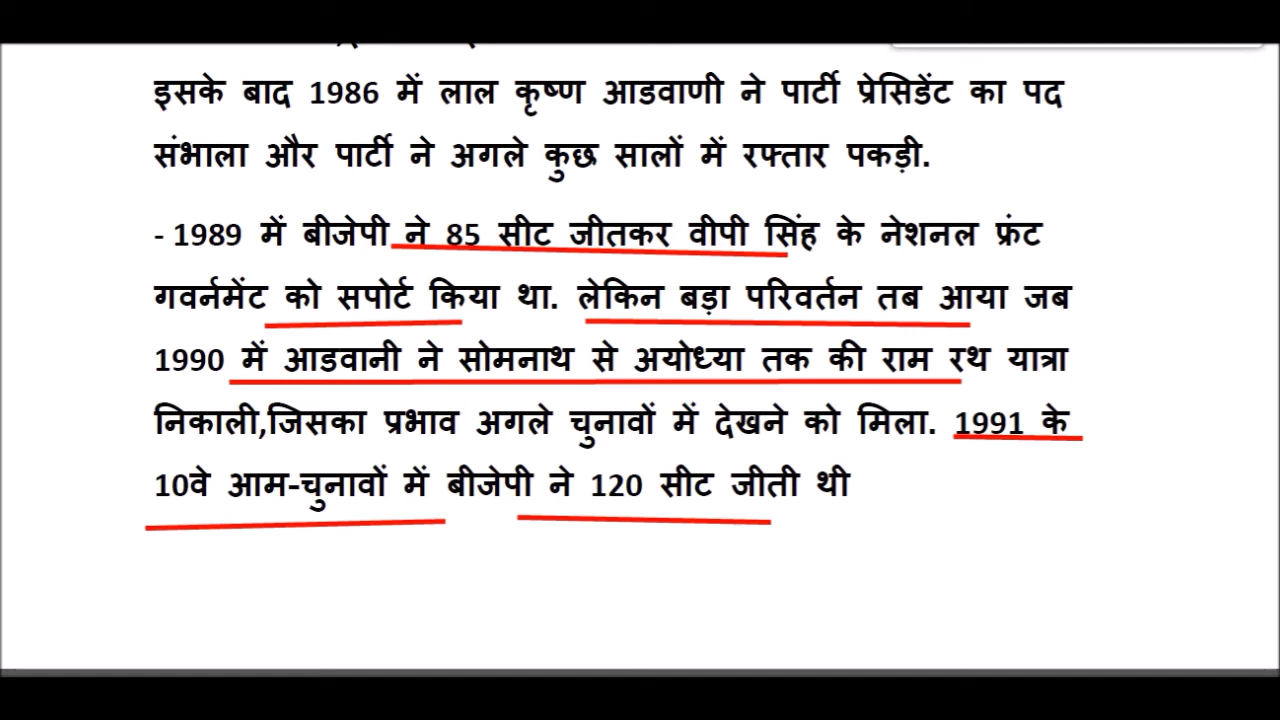 इसके बाद 1986 में लाल कृष्ण आडवाणी ने पार्टी प्रेसिडेंट का पद
संभाला और पार्टी ने अगले कुछ सालों में रफ्तार पकड़ी.
- 1989 में बीजेपी ने 85 सीट जीतकर वीपी सिंह के नेशनल फ्रंट
गवर्नमेंट को सपोर्ट किया था. लेकिन बड़ा परिवर्तन तब आया जब
1990 में आडवानी ने सोमनाथ से अयोध्या तक की राम रथ यात्रा
निकाली,जिसका प्रभाव अगले चुनावों में देखने को मिला. 1991 के
10वे आम-चुनावों में बीजेपी ने 120 सीट जीती थी